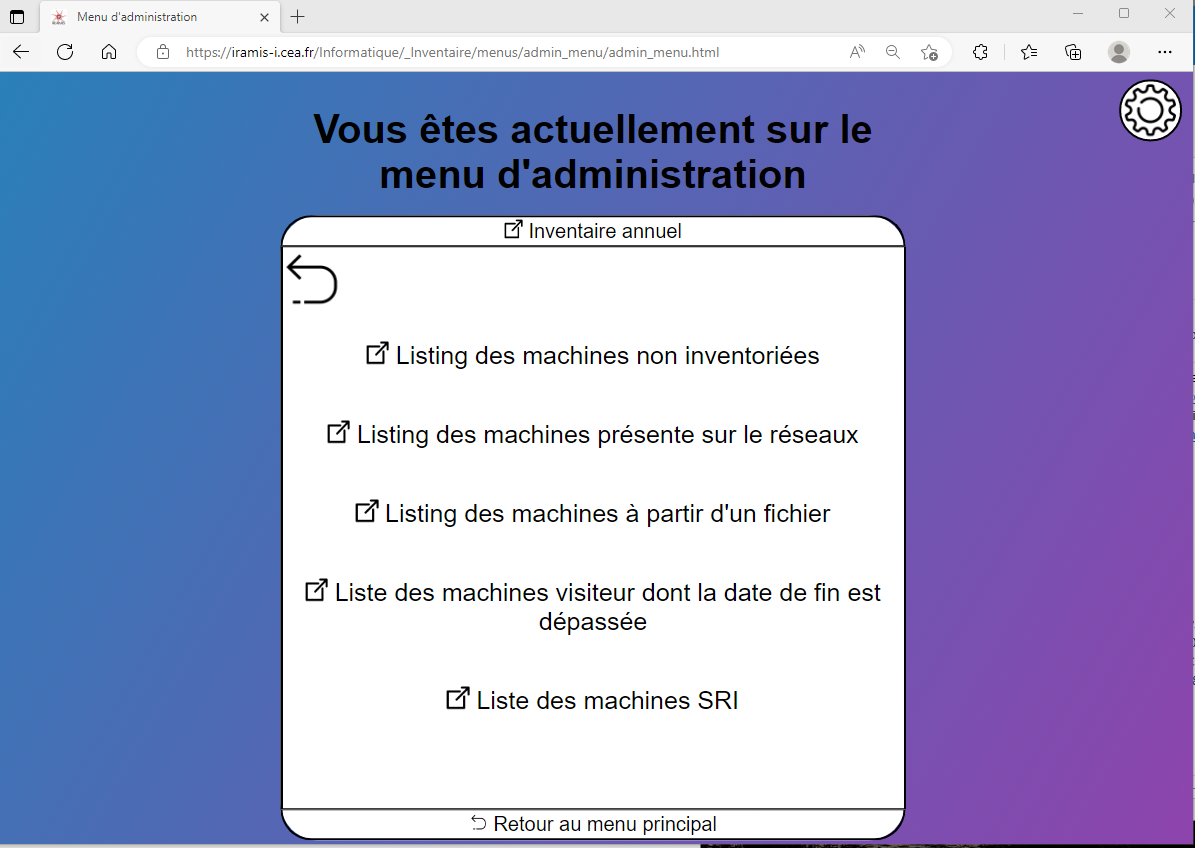 Menu d'administration
https://iramis-i.cea.fr/Informatique/_Inventaire/menus/admin_menu/admin_menu.html
Vous êtes actuellement sur le
menu d'administration
Inventaire annuel
Listing des machines non inventoriées
Listing des machines présente sur le réseaux
Listing des machines à partir d'un fichier
Liste des machines visiteur dont la date de fin est
dépassée
Liste des machines SRI
Retour au menu principal